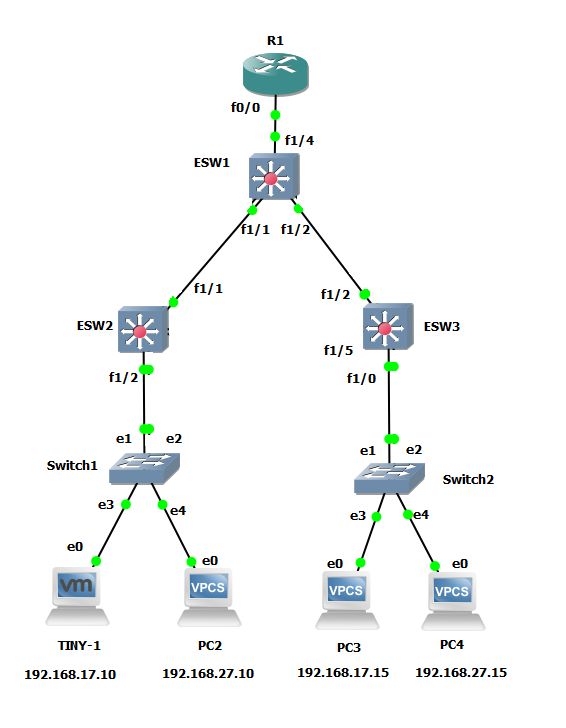 R1
f0/0
f1/4
ESW1
f1/1 f1/2
f1/1
f1/2
ESW2
ESW3
f1/5
f1/2
f1/0
e1 e2
e1 e2
Switch1
Switch2
e3 e4
e3 e4
e0 e0
e0 e0
vm
VPCS
VPCS
VPCS
TINY-1
PC2
PC3
PC4
192.168.17.10
192.168.27.10
192.168.17.15
192.168.27.15